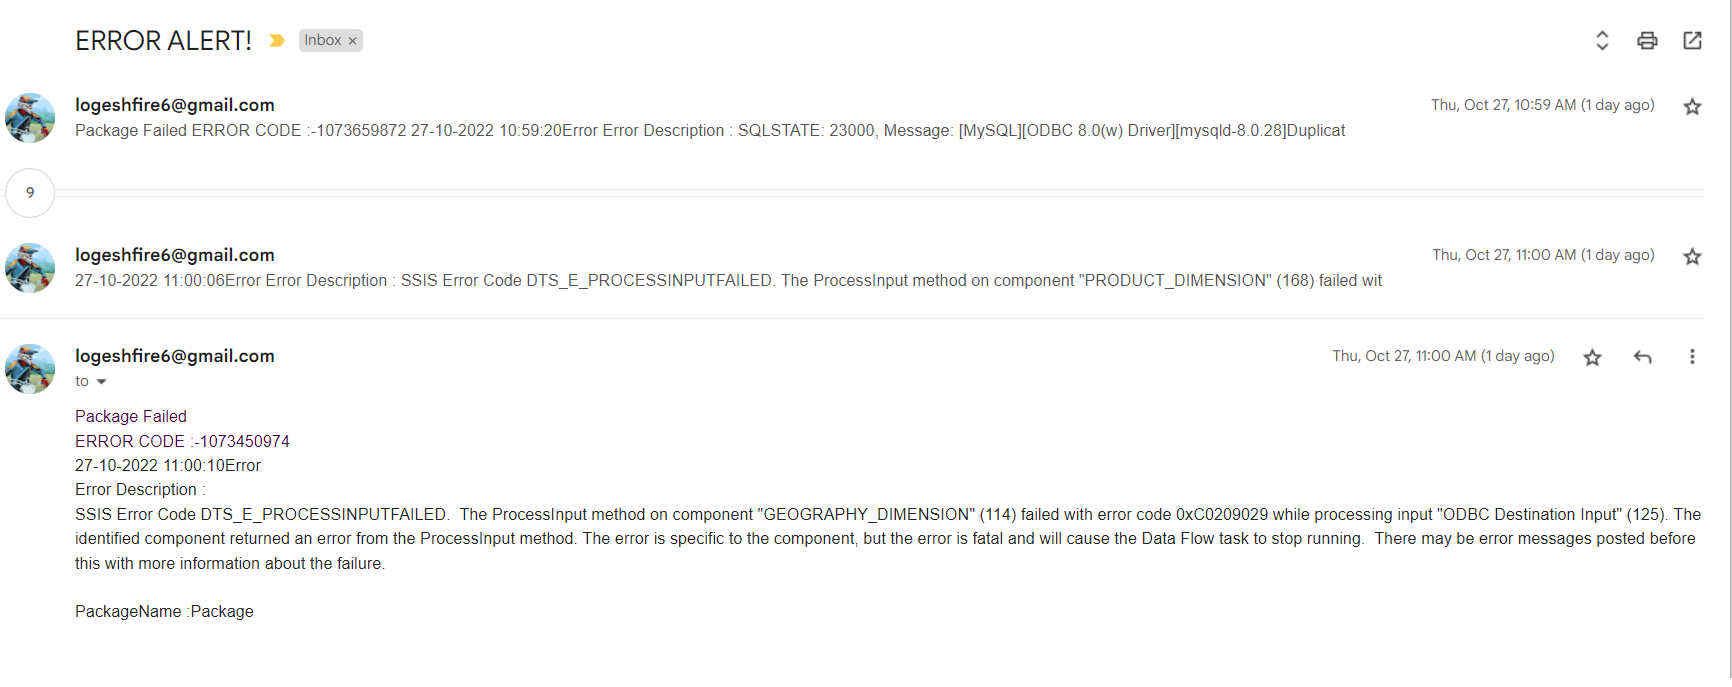 ERROR ALERT! Inbox ×
logeshfire6@gmail.com Thu, Oct 27, 10:59 AM (1 day ago)
Package Failed ERROR CODE :-1073659872 27-10-2022 10:59:20Error Error Description : SQLSTATE: 23000, Message: [MySQL][ODBC 8.0(w) Driver][mysqld-8.0.28]Duplicat
9
logeshfire6@gmail.com Thu, Oct 27, 11:00 AM (1 day ago)
27-10-2022 11:00:06Error Error Description : SSIS Error Code DTS_E_PROCESSINPUTFAILED. The ProcessInput method on component "PRODUCT_DIMENSION" (168) failed wit
logeshfire6@gmail.com Thu, Oct 27, 11:00 AM (1 day ago)
to
Package Failed
ERROR CODE :-1073450974
27-10-2022 11:00:10Error
Error Description :
SSIS Error Code DTS_E_PROCESSINPUTFAILED.  The ProcessInput method on component "GEOGRAPHY_DIMENSION" (114) failed with error code 0xC0209029 while processing input "ODBC Destination Input" (125). The
identified component returned an error from the ProcessInput method. The error is specific to the component, but the error is fatal and will cause the Data Flow task to stop running.  There may be error messages posted before
this with more information about the failure.
PackageName :Package